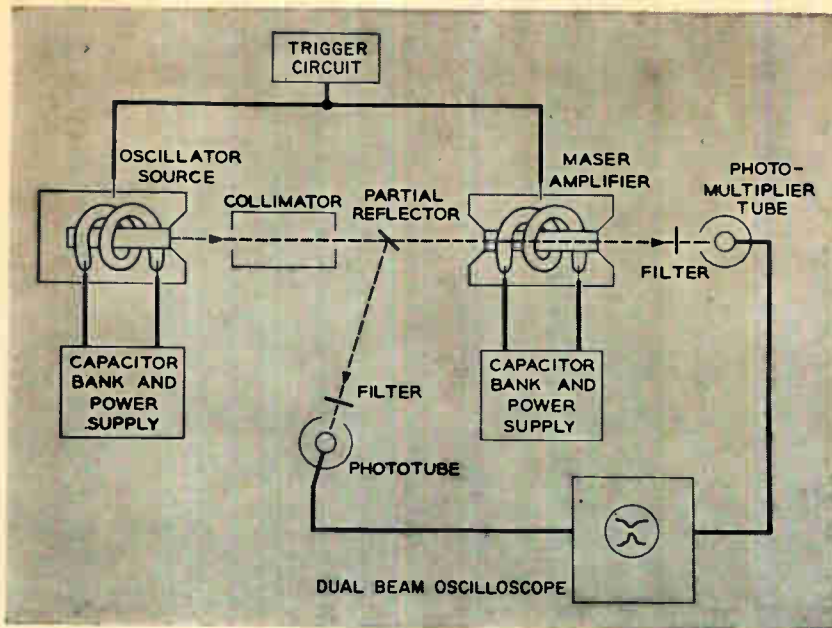 TRIGGER
CIRCUIT
OSCILLATOR
SOURCE
COLLIMATOR
PARTIAL
REFLECTOR
MASER
AMPLIFIER
PHOTO-
MULTIPLIER
TUBE
FILTER
CAPACITOR
BANK AND
POWER
SUPPLY
FILTER
PHOTOTUBE
CAPACITOR
BANK AND
POWER
SUPPLY
DUAL BEAM OSCILLOSCOPE